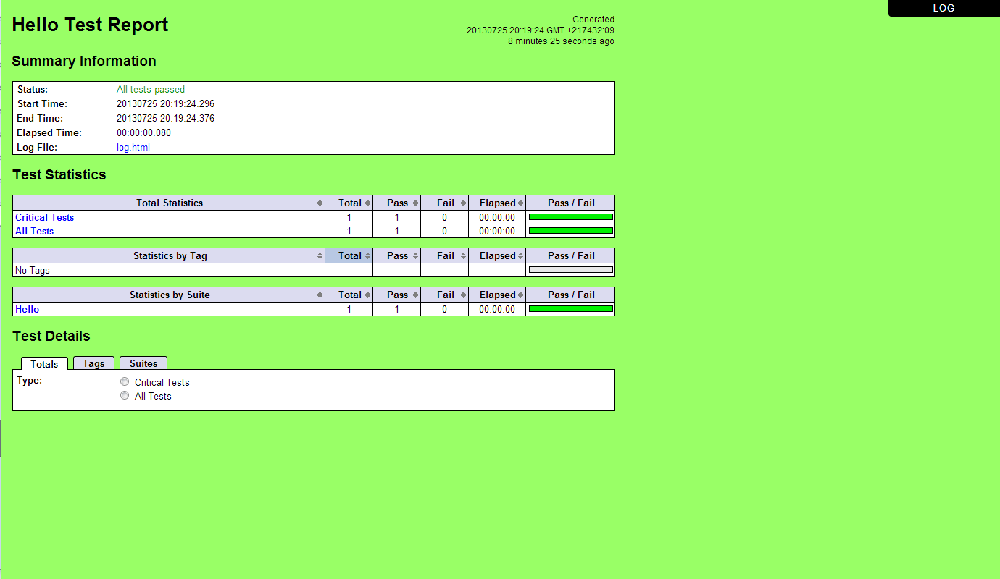 LOG
Hello Test Report
Generated
20130725 20:19:24 GMT +217432:09
8 minutes 25 seconds ago
Summary Information
Status: All tests passed
Start Time: 20130725 20:19:24.296
End Time: 20130725 20:19:24.376
Elapsed Time: 00:00:00.080
Log File: log.html
Test Statistics
Total Statistics Total Pass Fail Elapsed Pass / Fail
Critical Tests 1 1 0 00:00:00
All Tests 1 1 0 00:00:00
Statistics by Tag Total Pass Fail Elapsed Pass / Fail
No Tags
Statistics by Suite Total Pass Fail Elapsed Pass / Fail
Hello 1 1 0 00:00:00
Test Details
Totals Tags Suites
Type: Critical Tests
All Tests